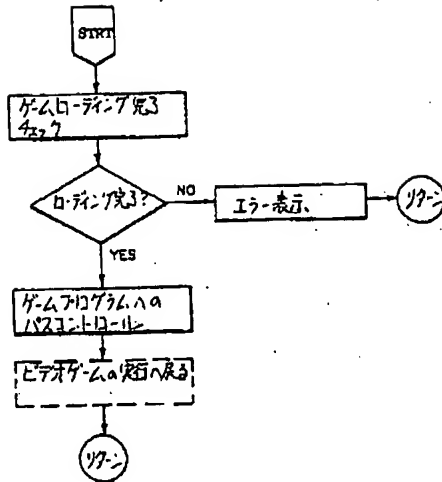 STRT
ゲームローディング完了
チェック
ローディング完了?
NO
エラー表示、
リターン
YES
ゲームプログラムへの
パスコントロール
ビデオゲームの実行へ戻る
リターン